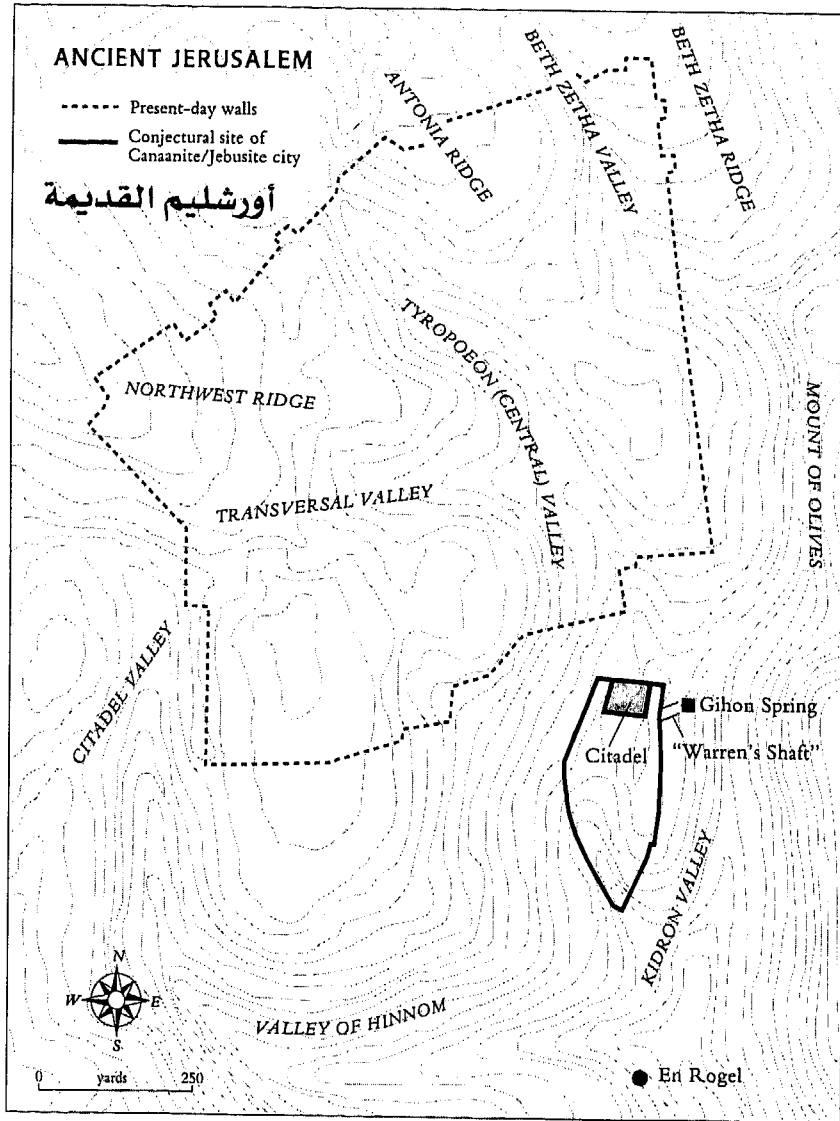 ANCIENT JERUSALEM
Present-day walls
Conjectural site of
Canaanite/Jebusite city
أورشليم القديمة
ANTONIA RIDGE
BETH ZETHA VALLEY
BETH ZETHA RIDGE
TYROPOEON (CENTRAL) VALLEY
NORTHWEST RIDGE
MOUNT OF OLIVES
TRANSVERSAL VALLEY
CITADEL VALLEY
Gihon Spring
Citadel
"Warren's Shaft"
KIDRON VALLEY
N
W E
S
VALLEY OF HINNOM
0 yards 250
En Rogel